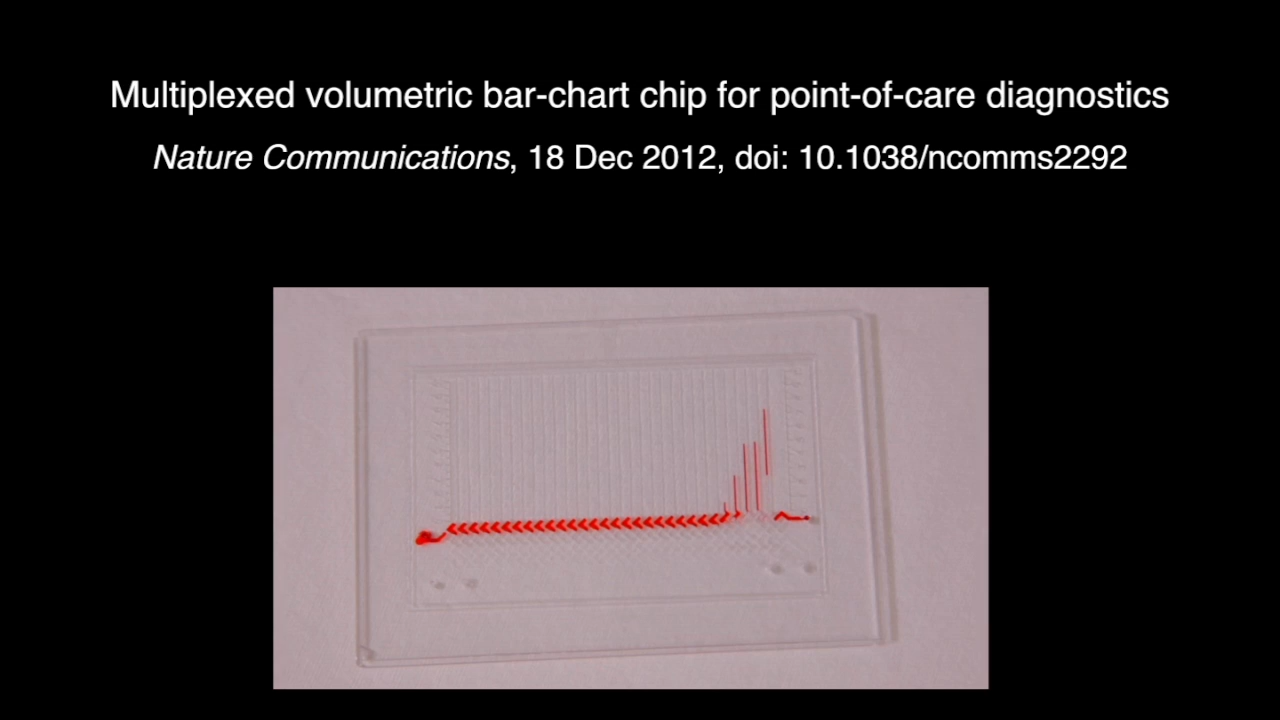 Multiplexed volumetric bar-chart chip for point-of-care diagnostics
Nature Communications, 18 Dec 2012, doi: 10.1038/ncomms2292